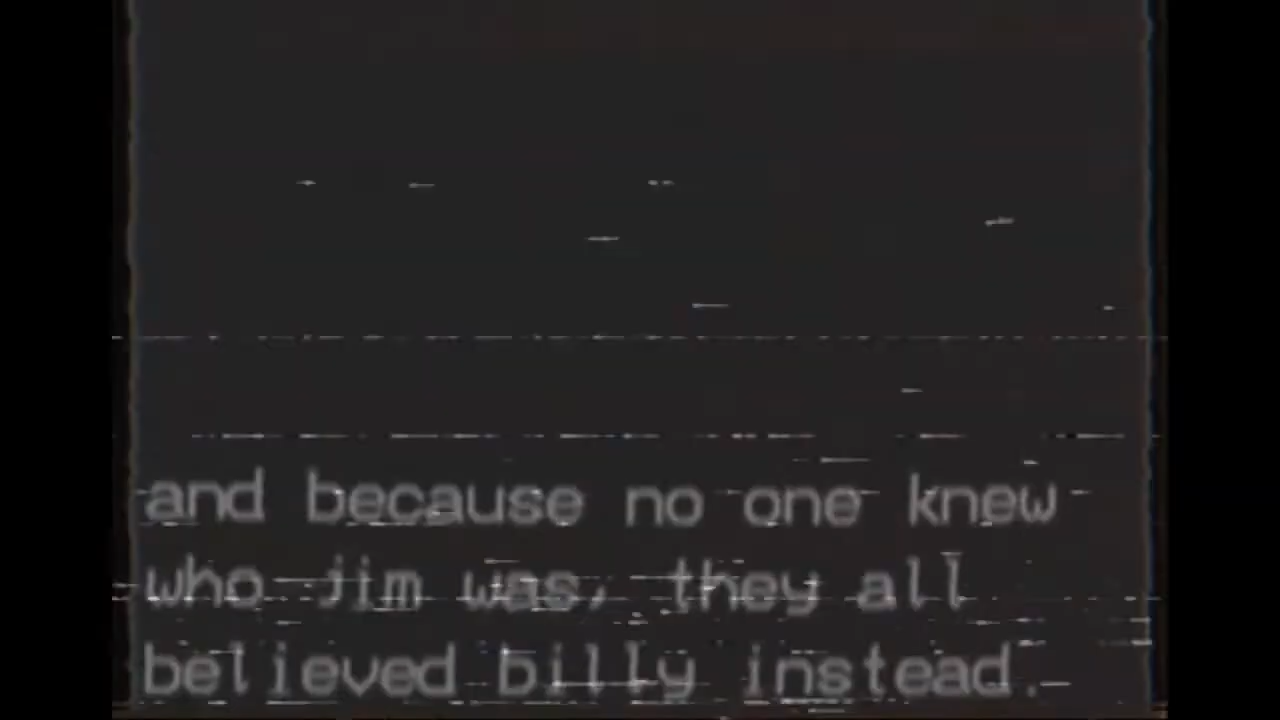 and because no one knew
who jim was, they all
believed billy instead.